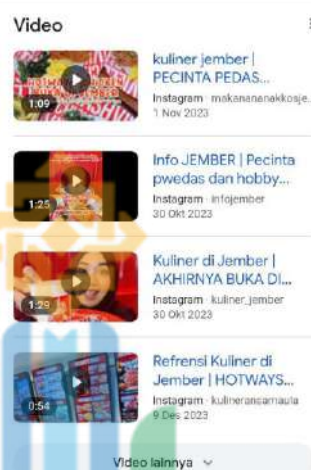 Video
kuliner jember |
PECINTA PEDAS...
Instagram · makanananakkosje...
1 Nov 2023
1:09
Info JEMBER | Pecinta
pwedas dan hobby...
Instagram · infojember
30 Okt 2023
1:25
Kuliner di Jember |
AKHIRNYA BUKA DI...
Instagram · kuliner_jember
30 Okt 2023
1:29
Refrensi Kuliner di
Jember | HOTWAYS...
Instagram · kulineransamaula
9 Des 2023
0:54
Video lainnya